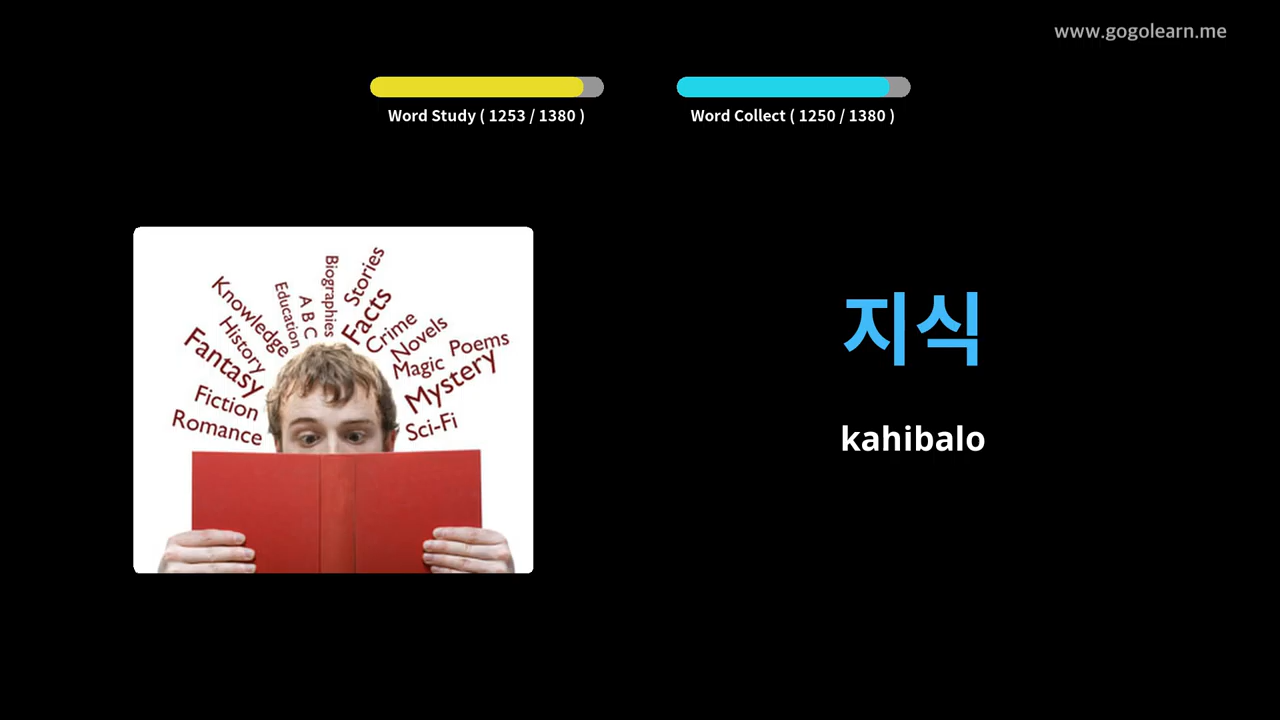 www.gogolearn.me
Word Study ( 1253 / 1380 )
Word Collect ( 1250 / 1380 )
Knowledge
Education
A B C
Biographies
Stories
Facts
Crime
Novels
Poems
Magic
Mystery
Sci-Fi
History
Fantasy
Fiction
Romance
지식
kahibalo